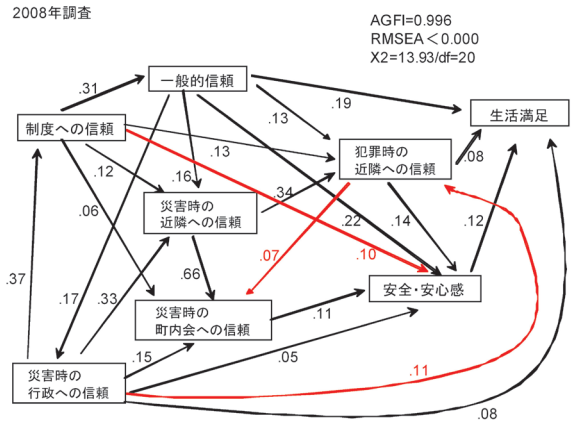 2008年調査
AGFI=0.996
RMSEA＜0.000
X2=13.93/df=20
一般的信頼
.31
.19
生活満足
制度への信頼
.13
.13
犯罪時の
近隣への信頼
.08
.12
.16
.34
災害時の
近隣への信頼
.06
.22
.14
.12
.07
.10
.66
.37
.17
.33
安全・安心感
災害時の
町内会への信頼
.11
.15
.05
災害時の
行政への信頼
.11
.08